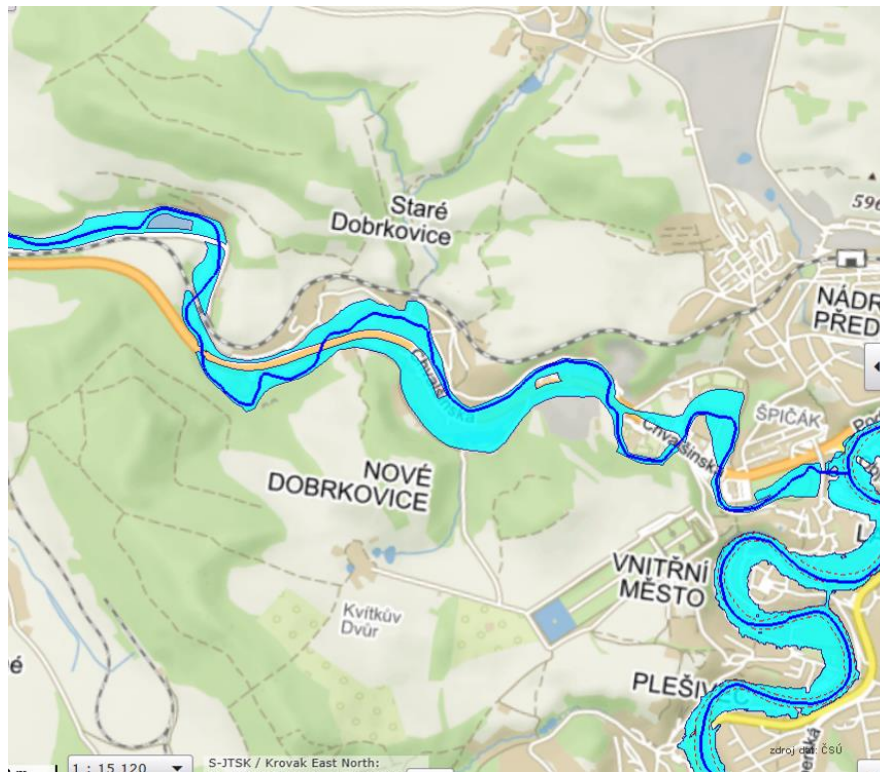 Staré
Dobrkovice
596
NÁDR
PŘED
Chvalšinská
ŠPIČÁK
Chvalšinská
NOVÉ
DOBRKOVICE
VNITŘNÍ
MĚSTO
Kvítkův
Dvůr
PLEŠIVEC
é
zdroj dat: ČSÚ
1 : 15 120
S-JTSK / Krovak East North: